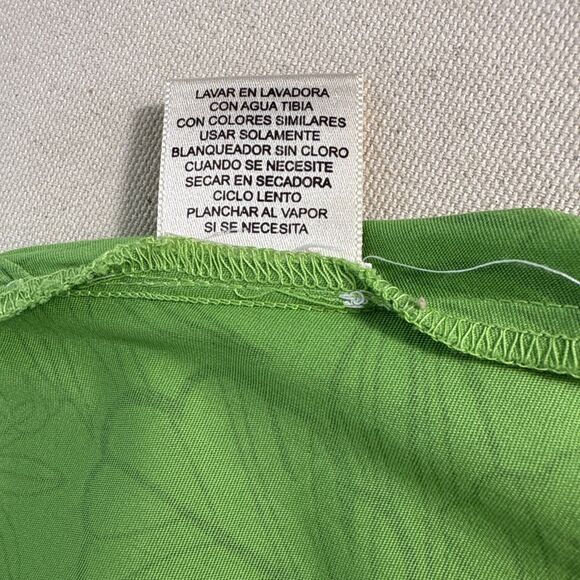 LAVAR EN LAVADORA
CON AGUA TIBIA
CON COLORES SIMILARES
USAR SOLAMENTE
BLANQUEADOR SIN CLORO
CUANDO SE NECESITE
SECAR EN SECADORA
CICLO LENTO
PLANCHAR AL VAPOR
SI SE NECESITA